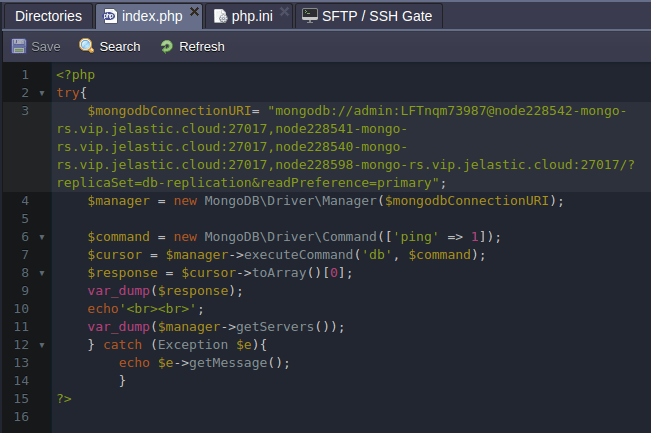 Directories index.php php.ini SFTP / SSH Gate
Save Search Refresh
1 <?php
2 try{
3 $mongodbConnectionURI= "mongodb://admin:LFTnqm73987@node228542-mongo-
rs.vip.jelastic.cloud:27017,node228541-mongo-
rs.vip.jelastic.cloud:27017,node228540-mongo-
rs.vip.jelastic.cloud:27017,node228598-mongo-rs.vip.jelastic.cloud:27017/?
replicaSet=db-replication&readPreference=primary";
4 $manager = new MongoDB\Driver\Manager($mongodbConnectionURI);
5
6 $command = new MongoDB\Driver\Command(['ping' => 1]);
7 $cursor = $manager->executeCommand('db', $command);
8 $response = $cursor->toArray()[0];
9 var_dump($response);
10 echo'<br><br>';
11 var_dump($manager->getServers());
12 } catch (Exception $e){
13 echo $e->getMessage();
14 }
15 ?>
16